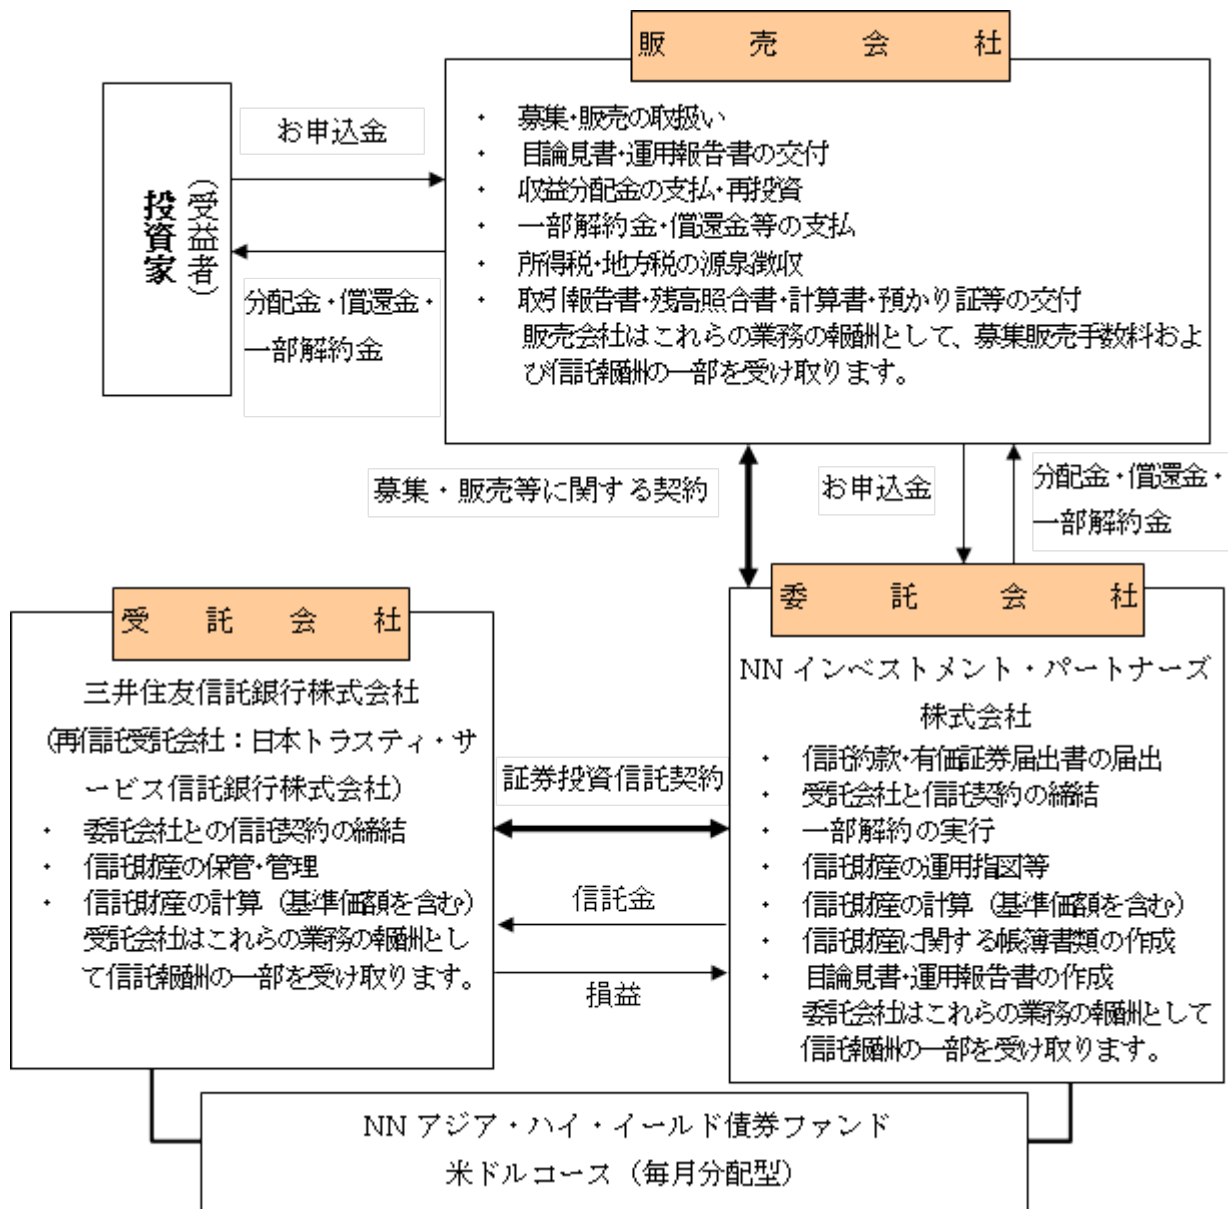 販売会社
・ 募集・販売の取扱い
・ 目論見書・運用報告書の交付
・ 収益分配金の支払・再投資
・ 一部解約金・償還金等の支払
・ 所得税・地方税の源泉徴収
・ 取引報告書・残高照合書・計算書・預かり証等の交付
販売会社はこれらの業務の報酬として、募集販売手数料およ
び信託報酬の一部を受け取ります。
投資家
(受益者)
お申込金
分配金・償還金・
一部解約金
募集・販売等に関する契約
お申込金
分配金・償還金・
一部解約金
受託会社
三井住友信託銀行株式会社
(再信託受託会社：日本トラスティ・サ
ービス信託銀行株式会社)
・ 委託会社との信託契約の締結
・ 信託財産の保管・管理
・ 信託財産の計算（基準価額を含む）
受託会社はこれらの業務の報酬とし
て信託報酬の一部を受け取ります。
証券投資信託契約
信託金
損益
委託会社
NN インベストメント・パートナーズ
株式会社
・ 信託約款・有価証券届出書の届出
・ 受託会社と信託契約の締結
・ 一部解約の実行
・ 信託財産の運用指図等
・ 信託財産の計算（基準価額を含む）
・ 信託財産に関する帳簿書類の作成
・ 目論見書・運用報告書の作成
委託会社はこれらの業務の報酬として
信託報酬の一部を受け取ります。
NN アジア・ハイ・イールド債券ファンド
米ドルコース（毎月分配型）